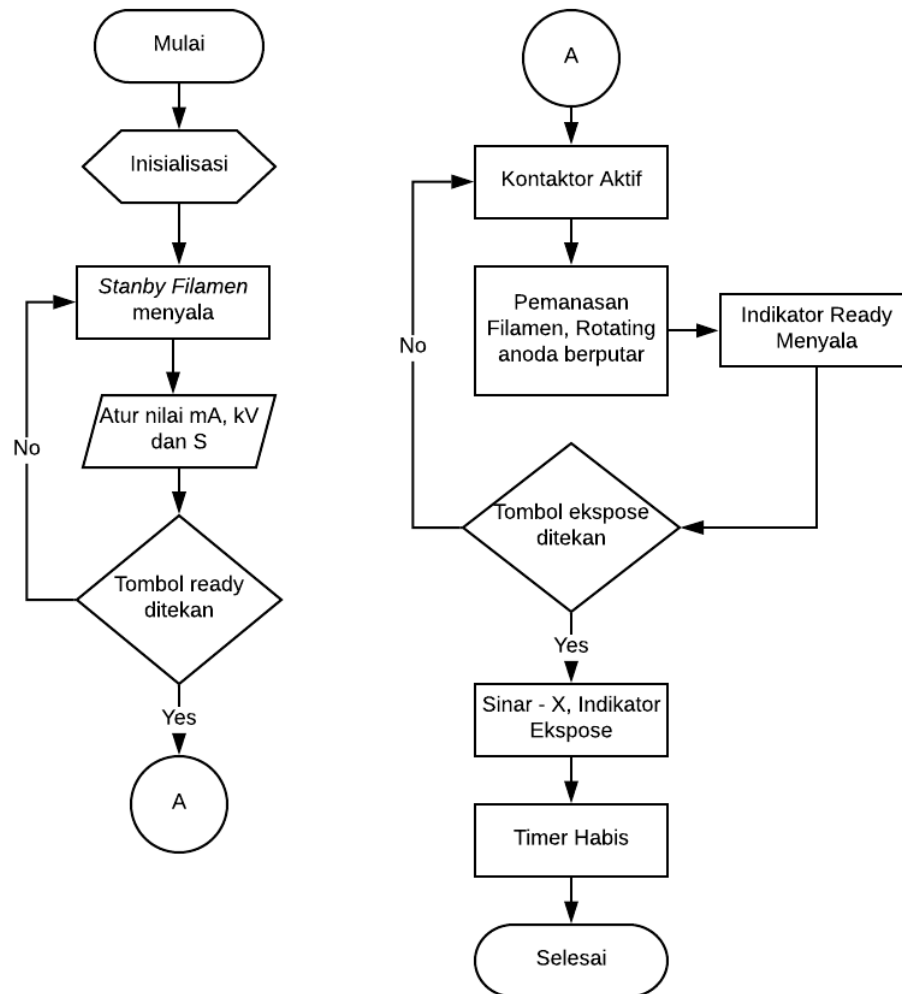 Mulai
Inisialisasi
Stanby Filamen
menyala
Atur nilai mA, kV
dan S
No
Tombol ready
ditekan
Yes
A
A
Kontaktor Aktif
Pemanasan
Filamen, Rotating
anoda berputar
Indikator Ready
Menyala
No
Tombol ekspose
ditekan
Yes
Sinar - X, Indikator
Ekspose
Timer Habis
Selesai